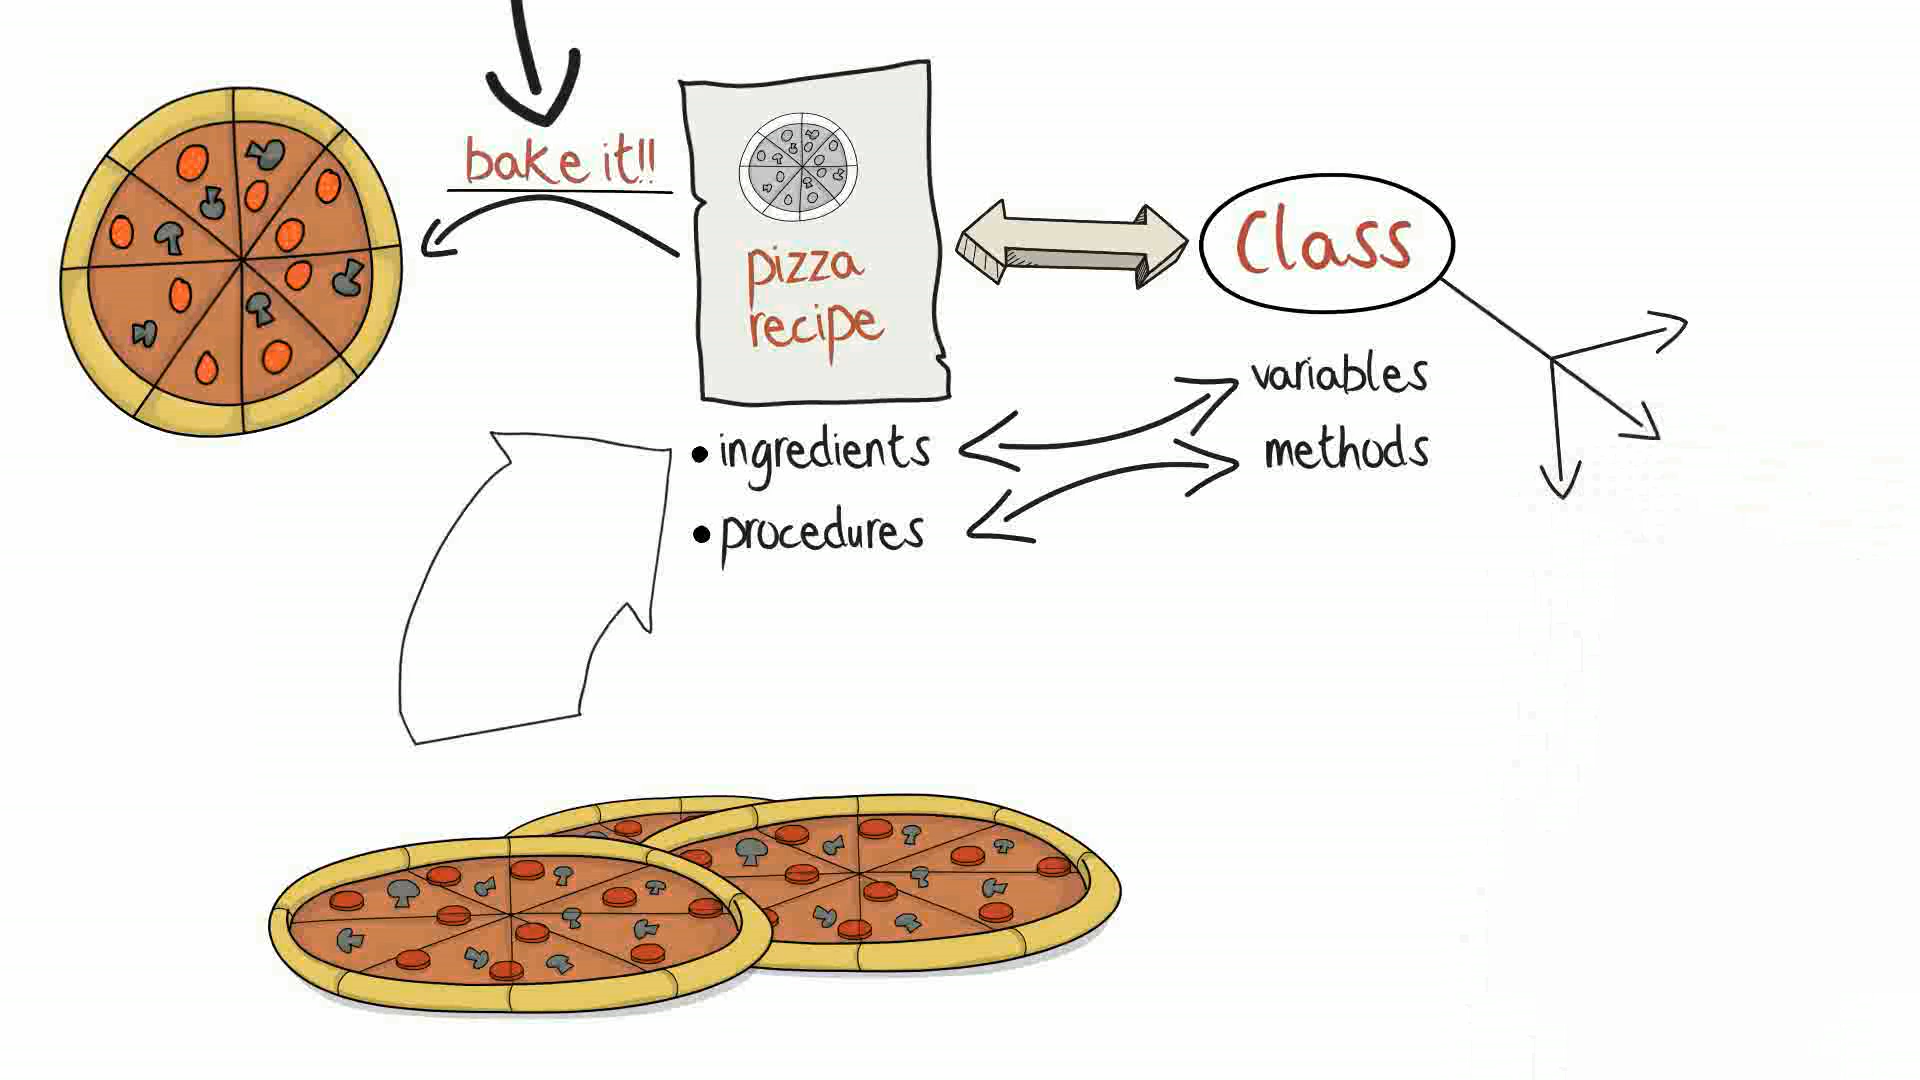 bake it!!
pizza
recipe
Class
variables
methods
• ingredients
• procedures